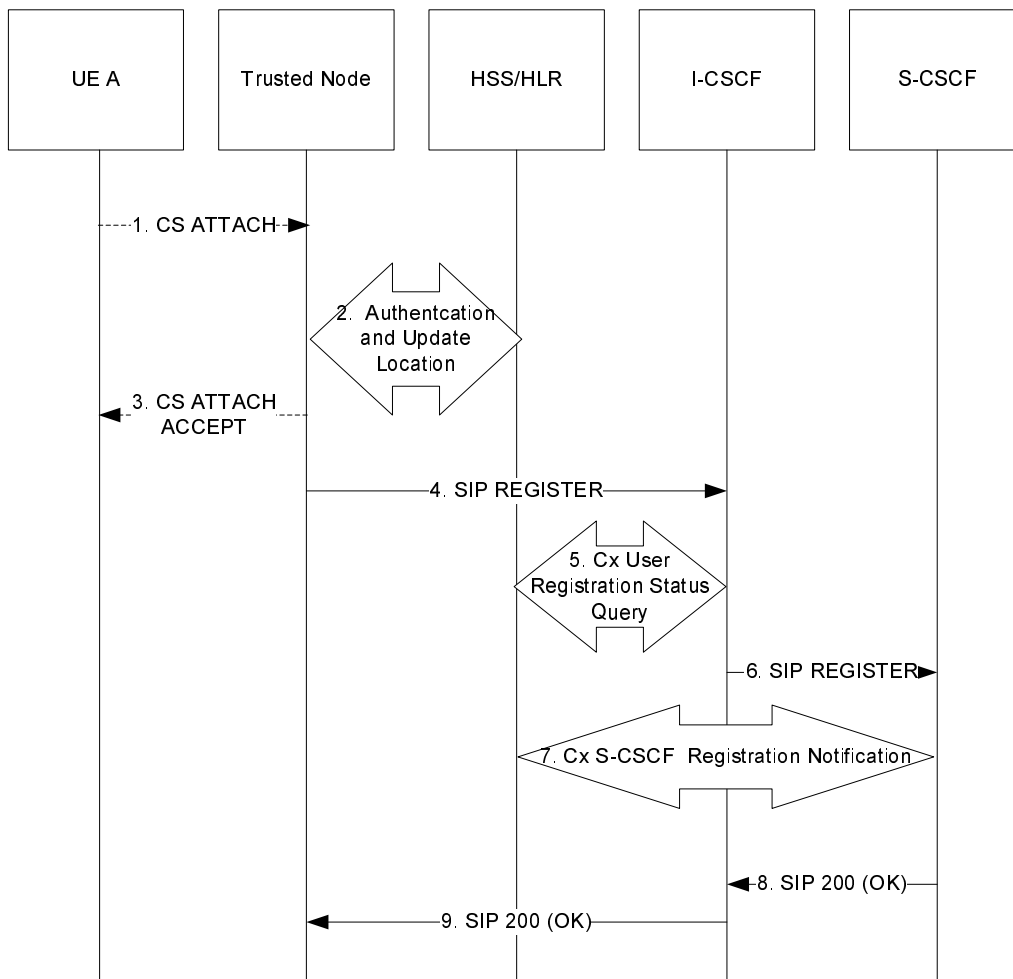 UE A
Trusted Node
HSS/HLR
I-CSCF
S-CSCF
1. CS ATTACH
2. Authentcation
and Update
Location
3. CS ATTACH
ACCEPT
4. SIP REGISTER
5. Cx User
Registration Status
Query
6. SIP REGISTER
7. Cx S-CSCF Registration Notification
8. SIP 200 (OK)
9. SIP 200 (OK)